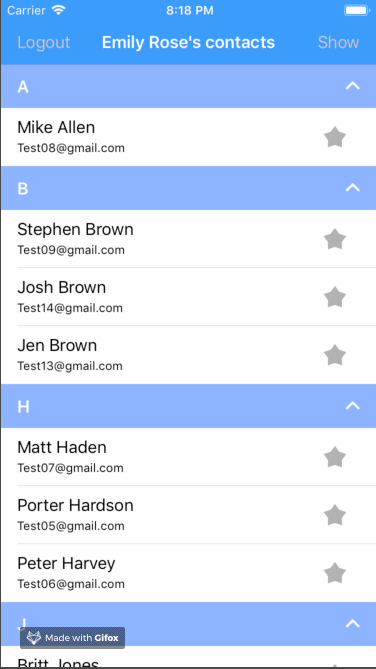 Carrier 8:18 PM
Logout Emily Rose's contacts Show
A
Mike Allen
Test08@gmail.com
B
Stephen Brown
Test09@gmail.com
Josh Brown
Test14@gmail.com
Jen Brown
Test13@gmail.com
H
Matt Haden
Test07@gmail.com
Porter Hardson
Test05@gmail.com
Peter Harvey
Test06@gmail.com
J
Made with Gifox
Britt Jones